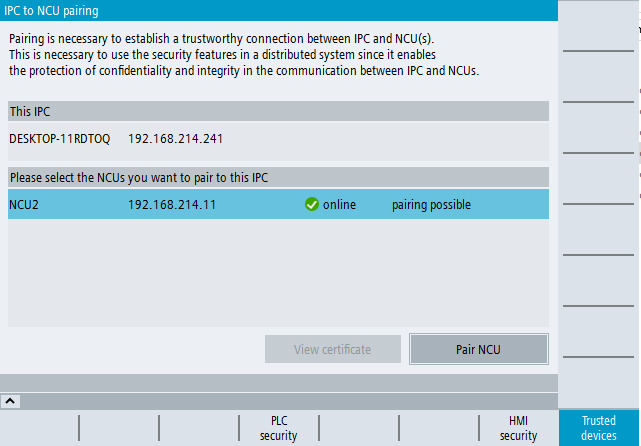 IPC to NCU pairing
Pairing is necessary to establish a trustworthy connection between IPC and NCU(s).
This is necessary to use the security features in a distributed system since it enables
the protection of confidentiality and integrity in the communication between IPC and NCUs.
This IPC
DESKTOP-11RDTOQ 192.168.214.241
Please select the NCUs you want to pair to this IPC
NCU2 192.168.214.11 online pairing possible
View certificate Pair NCU
PLC security HMI security Trusted devices